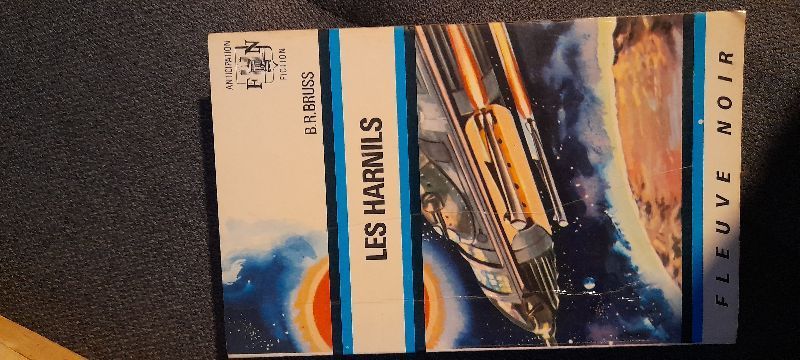 ANTICIPATION
FN
FICTION
B.R.BRUSS
LES HARNILS
FLEUVE NOIR